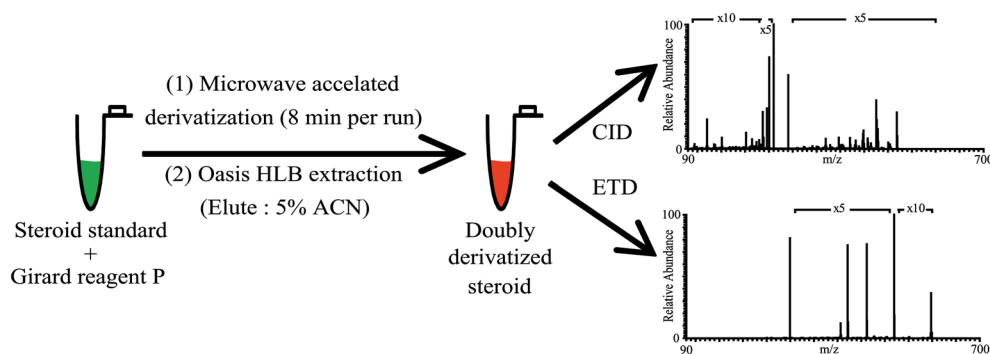 (1) Microwave accelated
derivatization (8 min per run)
(2) Oasis HLB extraction
(Elute : 5% ACN)
Steroid standard
+
Girard reagent P
Doubly
derivatized
steroid
CID
ETD
x10
x5
x5
100
Relative Abundance
0
90
m/z
700
x5
x10
100
Relative Abundance
0
90
m/z
700